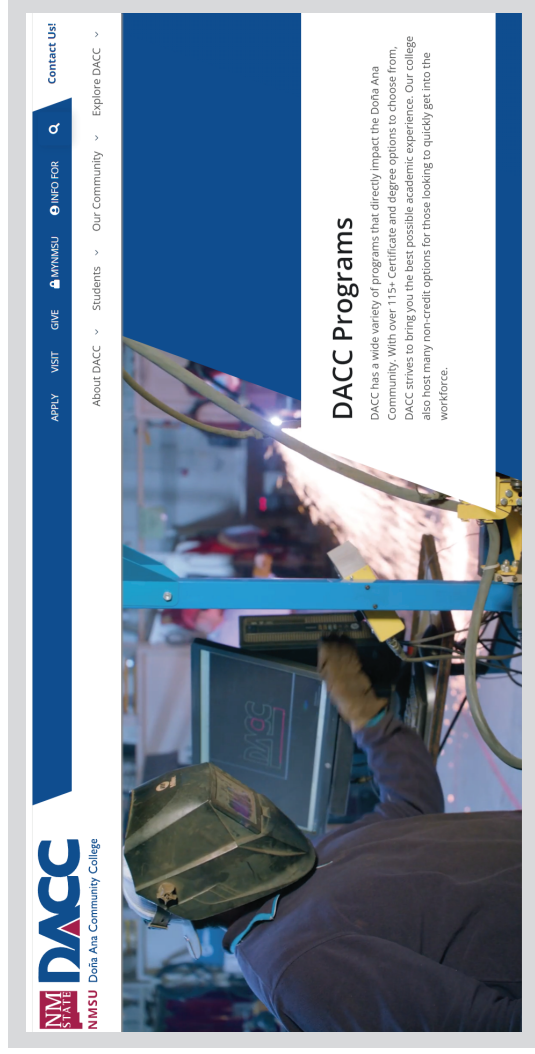 NM
STATE
DACC
NMSU Doña Ana Community College
APPLY VISIT GIVE MYNMSU INFO FOR
Contact Us!
About DACC Students Our Community Explore DACC
DACC
DACC Programs
DACC has a wide variety of programs that directly impact the Doña Ana
Community. With over 115+ Certificate and degree options to choose from,
DACC strives to bring you the best possible academic experience. Our college
also host many non-credit options for those looking to quickly get into the
workforce.